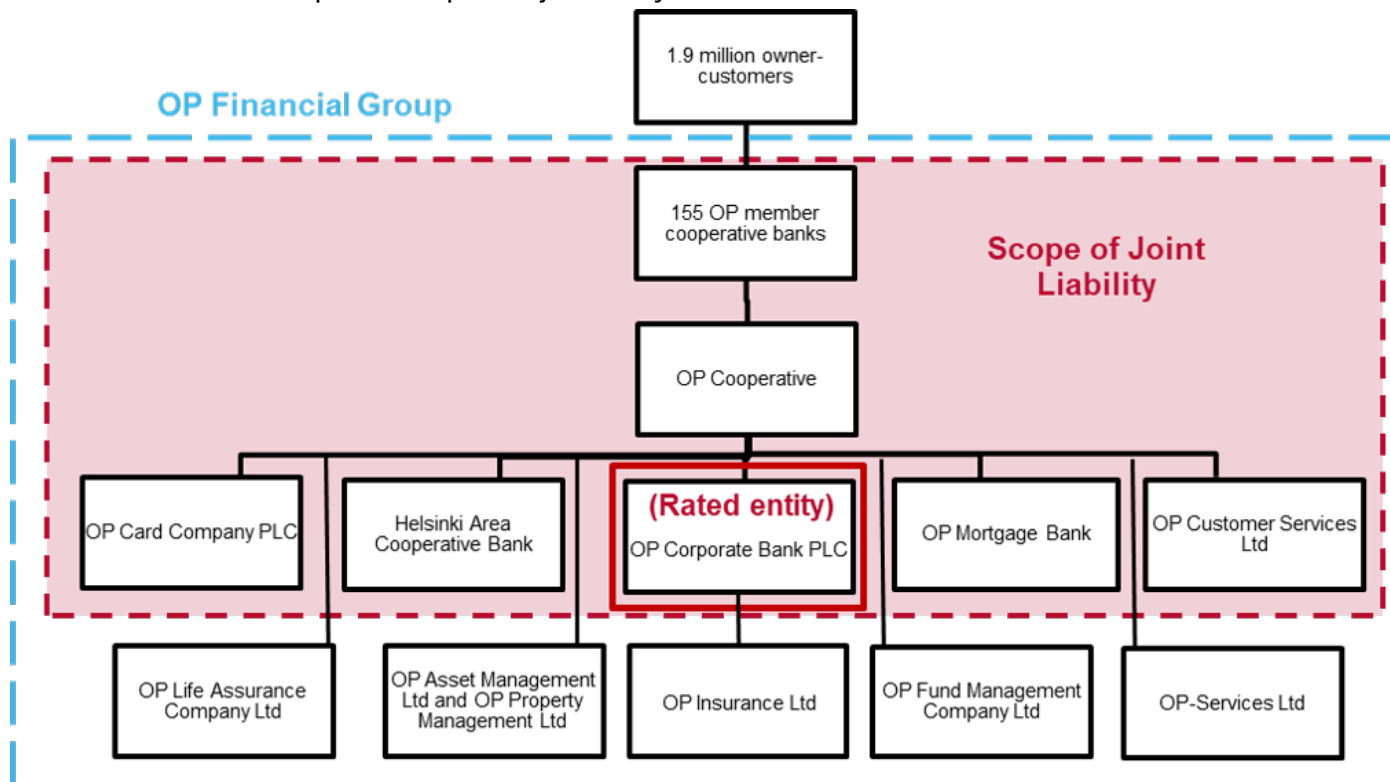 1.9 million owner-
customers
OP Financial Group
155 OP member
cooperative banks
Scope of Joint
Liability
OP Cooperative
OP Card Company PLC
Helsinki Area
Cooperative Bank
(Rated entity)
OP Corporate Bank PLC
OP Mortgage Bank
OP Customer Services
Ltd
OP Life Assurance
Company Ltd
OP Asset Management
Ltd and OP Property
Management Ltd
OP Insurance Ltd
OP Fund Management
Company Ltd
OP-Services Ltd